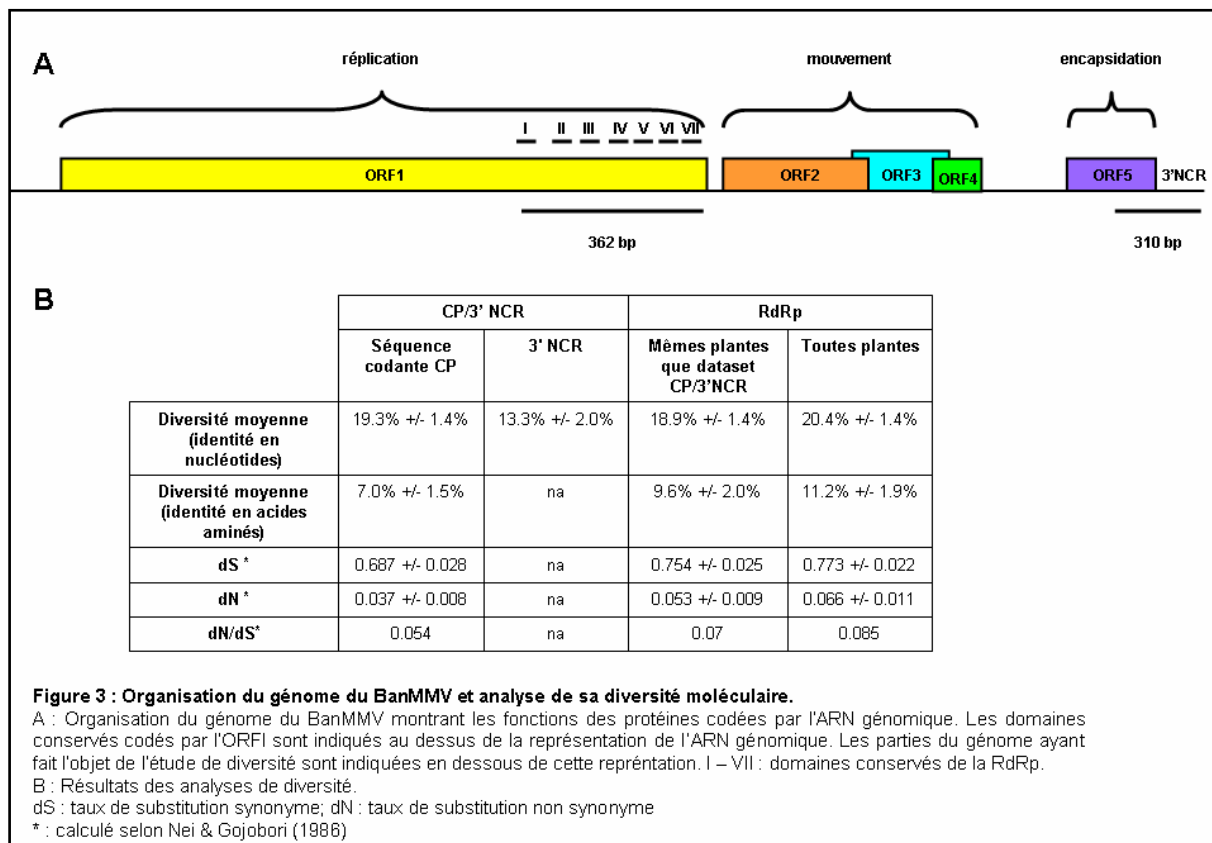 A
réplication mouvement encapsidation
I II III IV V VI VII
ORF1 ORF2 ORF3 ORF4 ORF5 3'NCR
362 bp 310 bp
B
CP/3' NCR RdRp
Séquence codante CP 3' NCR Mêmes plantes que dataset CP/3'NCR Toutes plantes
Diversité moyenne (identité en nucléotides) 19.3% +/- 1.4% 13.3% +/- 2.0% 18.9% +/- 1.4% 20.4% +/- 1.4%
Diversité moyenne (identité en acides aminés) 7.0% +/- 1.5% na 9.6% +/- 2.0% 11.2% +/- 1.9%
dS * 0.687 +/- 0.028 na 0.754 +/- 0.025 0.773 +/- 0.022
dN * 0.037 +/- 0.008 na 0.053 +/- 0.009 0.066 +/- 0.011
dN/dS* 0.054 na 0.07 0.085
Figure 3 : Organisation du génome du BanMMV et analyse de sa diversité moléculaire.
A : Organisation du génome du BanMMV montrant les fonctions des protéines codées par l'ARN génomique. Les domaines
conservés codés par l'ORFI sont indiqués au dessus de la représentation de l'ARN génomique. Les parties du génome ayant
fait l'objet de l'étude de diversité sont indiquées en dessous de cette repréntation. I – VII : domaines conservés de la RdRp.
B : Résultats des analyses de diversité.
dS : taux de substitution synonyme; dN : taux de substitution non synonyme
* : calculé selon Nei & Gojobori (1986)